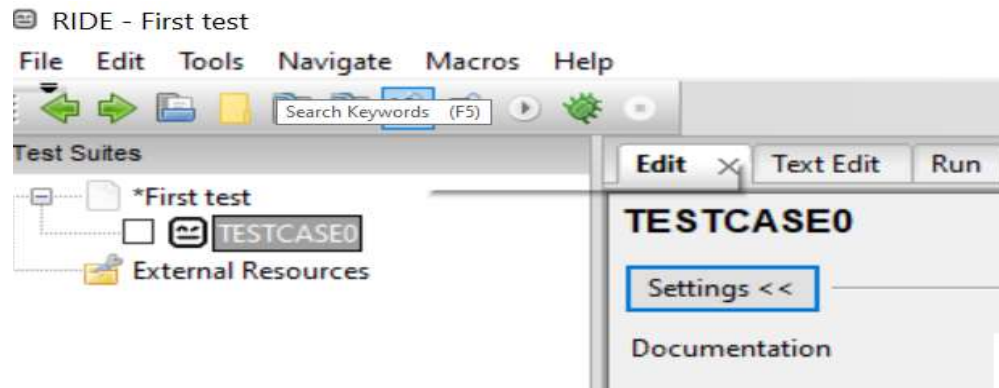 RIDE - First test
File Edit Tools Navigate Macros Help
Search Keywords (F5)
Test Suites
Edit Text Edit Run
*First test
TESTCASE0
TESTCASE0
External Resources
Settings <<
Documentation